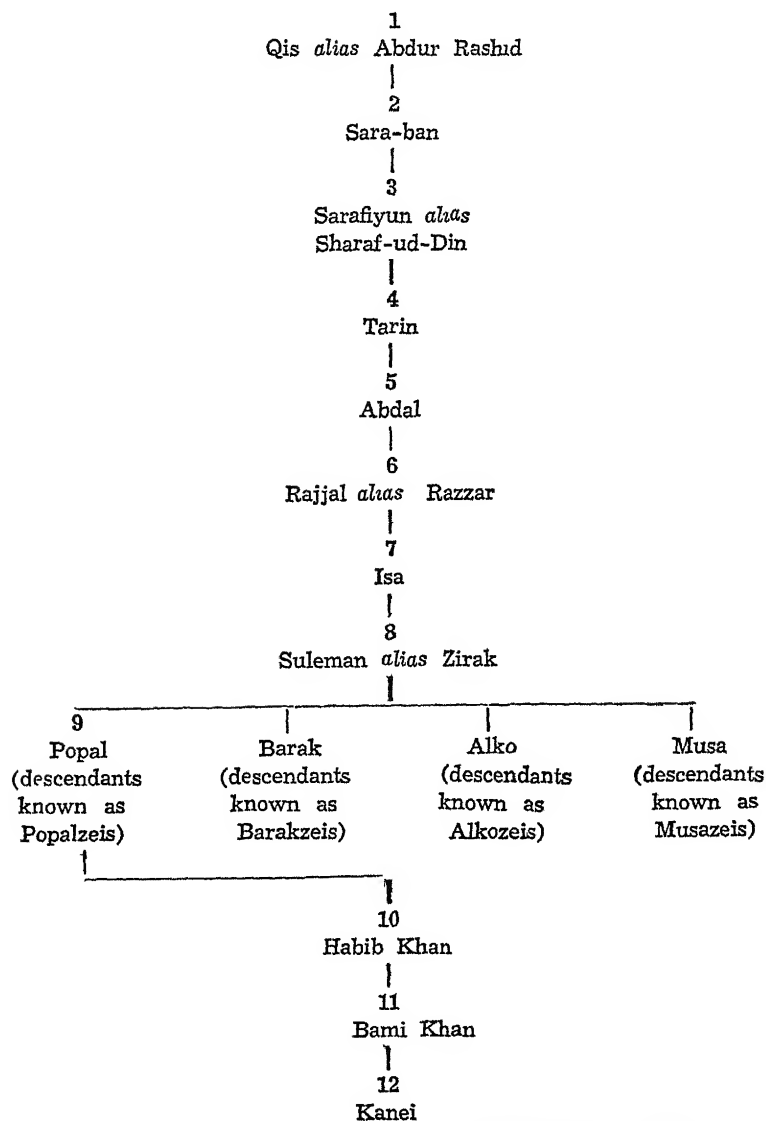 1
Qis alias Abdur Rashid
2
Sara-ban
3
Sarafiyun alias
Sharaf-ud-Din
4
Tarin
5
Abdal
6
Rajjal alias Razzar
7
Isa
8
Suleman alias Zirak
9
Popal
(descendants
known as
Popalzeis)
Barak
(descendants
known as
Barakzeis)
Alko
(descendants
known as
Alkozeis)
Musa
(descendants
known as
Musazeis)
10
Habib Khan
11
Bami Khan
12
Kanei